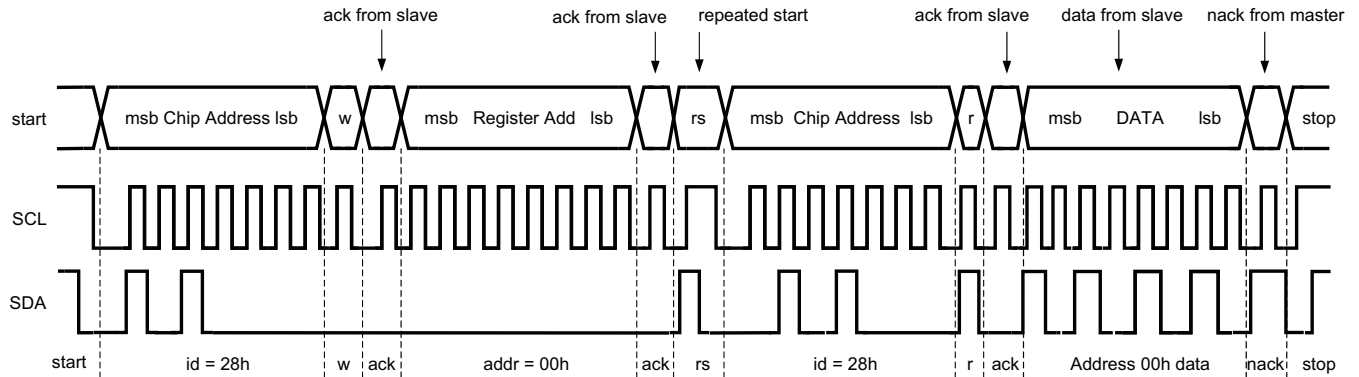 ack from slave ack from slave repeated start ack from slave data from slave nack from master
start msb Chip Address lsb w msb Register Add lsb rs msb Chip Address lsb r msb DATA lsb stop
SCL
SDA
start id = 28h w ack addr = 00h ack rs id = 28h r ack Address 00h data nack stop